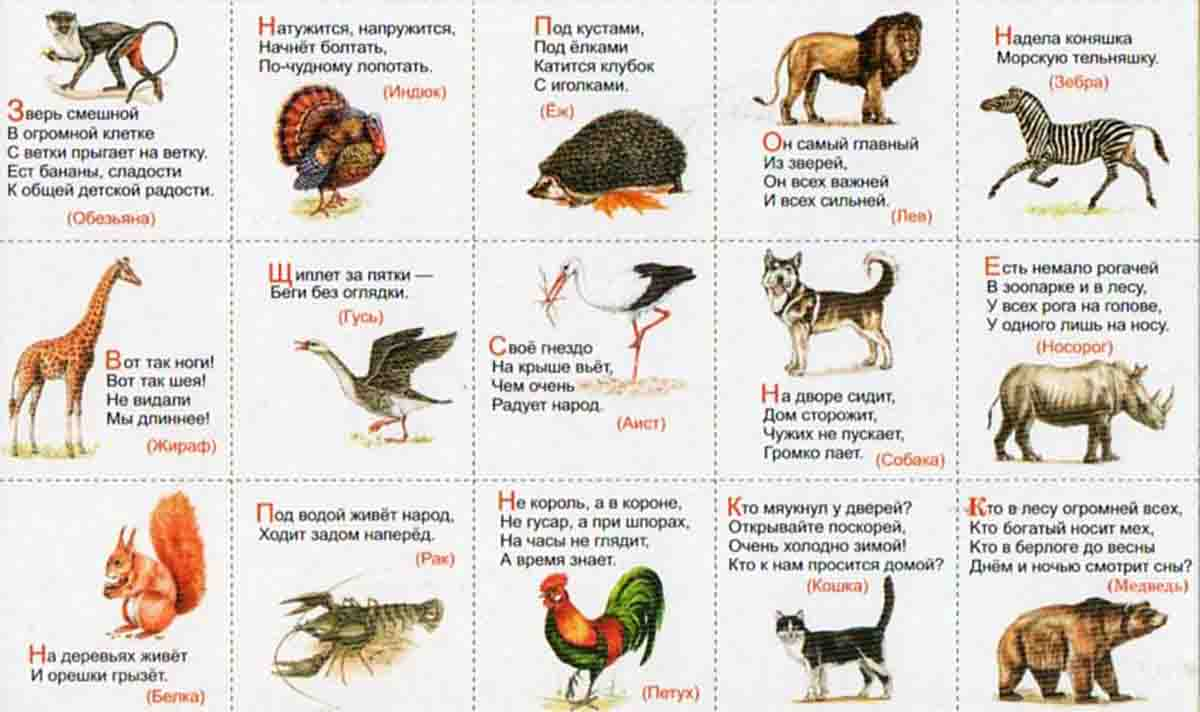 Зверь смешной
В огромной клетке
С ветки прыгает на ветку.
Ест бананы, сладости
К общей детской радости.
(Обезьяна)
Натужится, напружится,
Начнёт болтать,
По-чудному лопотать.
(Индюк)
Под кустами,
Под ёлками
Катится клубок
С иголками.
(Ёж)
Он самый главный
Из зверей,
Он всех важней
И всех сильней.
(Лев)
Надела коняшка
Морскую тельняшку.
(Зебра)
Вот так ноги!
Вот так шея!
Не видали
Мы длиннее!
(Жираф)
Щиплет за пятки —
Беги без оглядки.
(Гусь)
Своё гнездо
На крыше вьёт,
Чем очень
Радует народ.
(Аист)
На дворе сидит,
Дом сторожит,
Чужих не пускает,
Громко лает.
(Собака)
Есть немало рогачей
В зоопарке и в лесу,
У всех рога на голове,
У одного лишь на носу.
(Носорог)
На деревьях живёт
И орешки грызёт.
(Белка)
Под водой живёт народ,
Ходит задом наперёд.
(Рак)
Не король, а в короне,
Не гусар, а при шпорах,
На часы не глядит,
А время знает.
(Петух)
Кто мяукнул у дверей?
Открывайте поскорей,
Очень холодно зимой!
Кто к нам просится домой?
(Кошка)
Кто в лесу огромней всех,
Кто богатый носит мех,
Кто в берлоге до весны
Днём и ночью смотрит сны?
(Медведь)